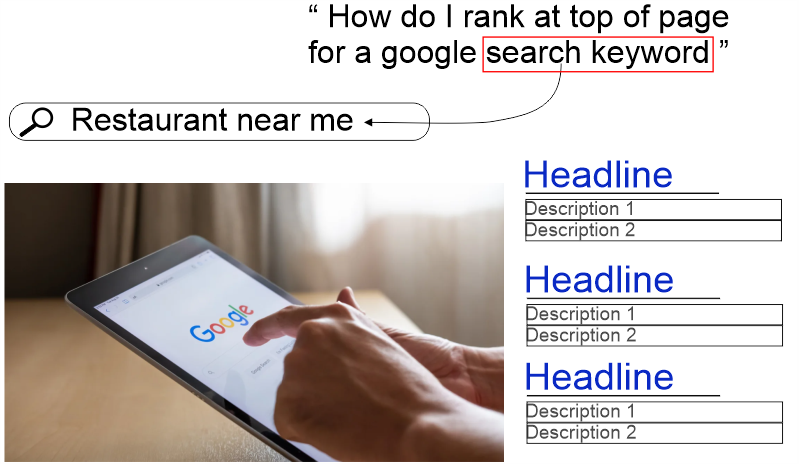 “ How do I rank at top of page
for a google search keyword ”
Restaurant near me
Google
Headline
Description 1
Description 2
Headline
Description 1
Description 2
Headline
Description 1
Description 2